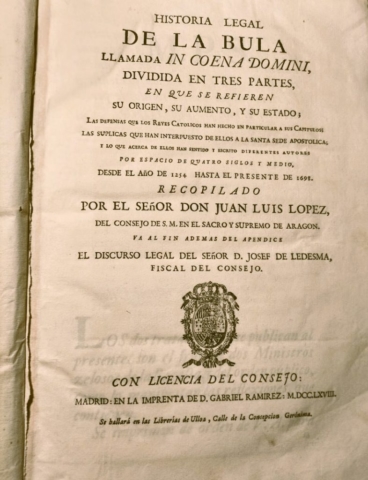 HISTORIA LEGAL
DE LA BULA
LLAMADA IN COENA DOMINI,
DIVIDIDA EN TRES PARTES,
EN QUE SE REFIEREN
SU ORIGEN, SU AUMENTO, Y SU ESTADO;
LAS DEFENSAS QUE LOS REYES CATOLICOS HAN HECHO EN PARTICULAR A SUS CAPITULOS:
LAS SUPLICAS QUE HAN INTERPUESTO DE ELLOS A LA SANTA SEDE APOSTOLICA;
Y LO QUE ACERCA DE ELLOS HAN SENTIDO Y ESCRITO DIFERENTES AUTORES
POR ESPACIO DE QUATRO SIGLOS Y MEDIO,
DESDE EL AÑO DE 1254 HASTA EL PRESENTE DE 1698.
RECOPILADO
POR EL SEñOR DON JUAN LUIS LOPEZ,
DEL CONSEJO DE S. M. EN EL SACRO Y SUPREMO DE ARAGON.
VA AL FIN ADEMAS DEL APENDICE
EL DISCURSO LEGAL DEL SEñOR D. JOSEF DE LEDESMA,
FISCAL DEL CONSEJO.
CON LICENCIA DEL CONSEJO:
MADRID: EN LA IMPRENTA DE D. GABRIEL RAMIREZ: M.DCC.LXVIII.
Se hallará en las Librerías de Ulloa, Calle de la Concepcion Geronima.